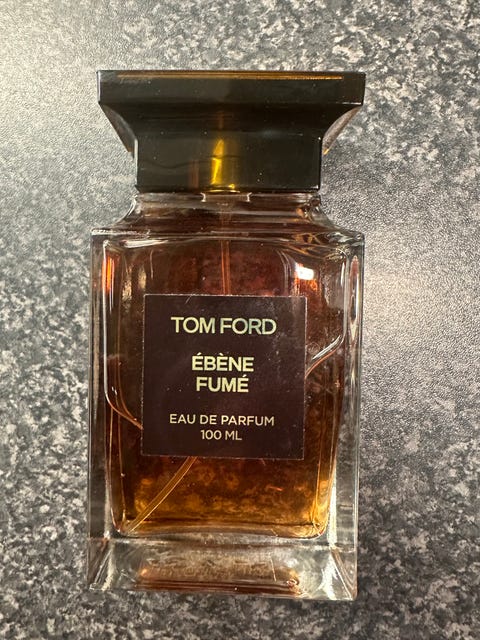 TOM FORD
ÉBÈNE
FUMÉ
EAU DE PARFUM
100 ML